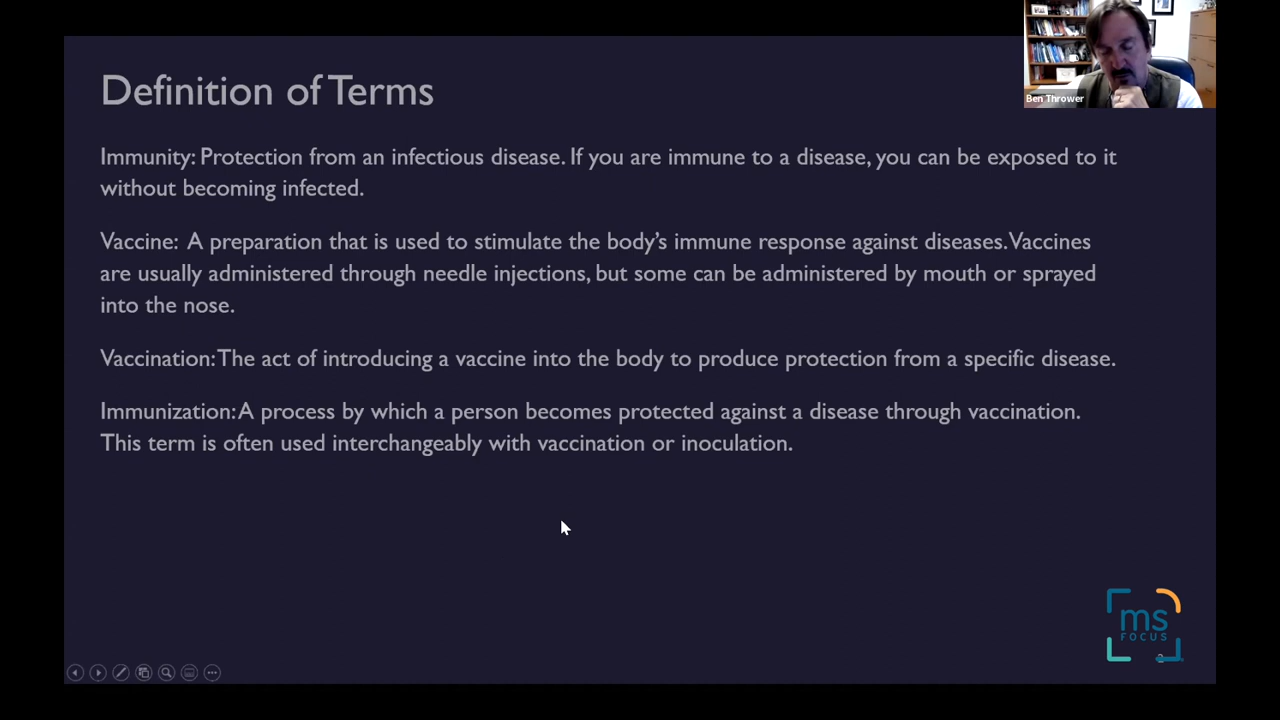 Definition of Terms
Ben Thrower
Immunity: Protection from an infectious disease. If you are immune to a disease, you can be exposed to it
without becoming infected.
Vaccine: A preparation that is used to stimulate the body's immune response against diseases. Vaccines
are usually administered through needle injections, but some can be administered by mouth or sprayed
into the nose.
Vaccination: The act of introducing a vaccine into the body to produce protection from a specific disease.
Immunization: A process by which a person becomes protected against a disease through vaccination.
This term is often used interchangeably with vaccination or inoculation.
ms
FOCUS